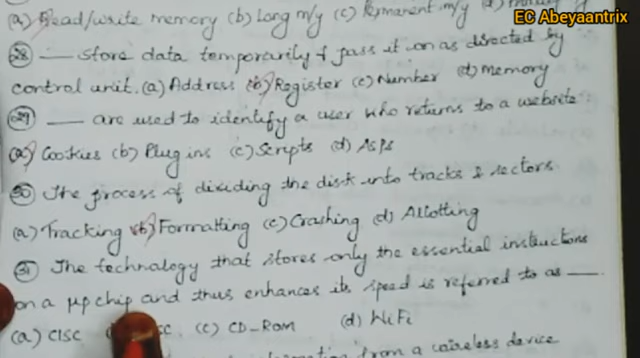 (a) Read/write memory (b) Long m/y (c) Permanent m/y (d)
EC Abeyaantrix
28 ___ Store data temporarily & pass it on as directed by
control unit. (a) Address (b) Register (c) Number (d) Memory
29 ___ are used to identify a user who returns to a website
(a) Cookies (b) Plug ins (c) Scripts (d) ASPs
30 The process of dividing the disk into tracks & sectors.
(a) Tracking (b) Formatting (c) Crashing (d) Allotting
31 The technology that stores only the essential instructions
on a μp chip and thus enhances its speed is referred to as ___.
(a) CISC (c) CD-Rom (d) WiFi
from a wireless device